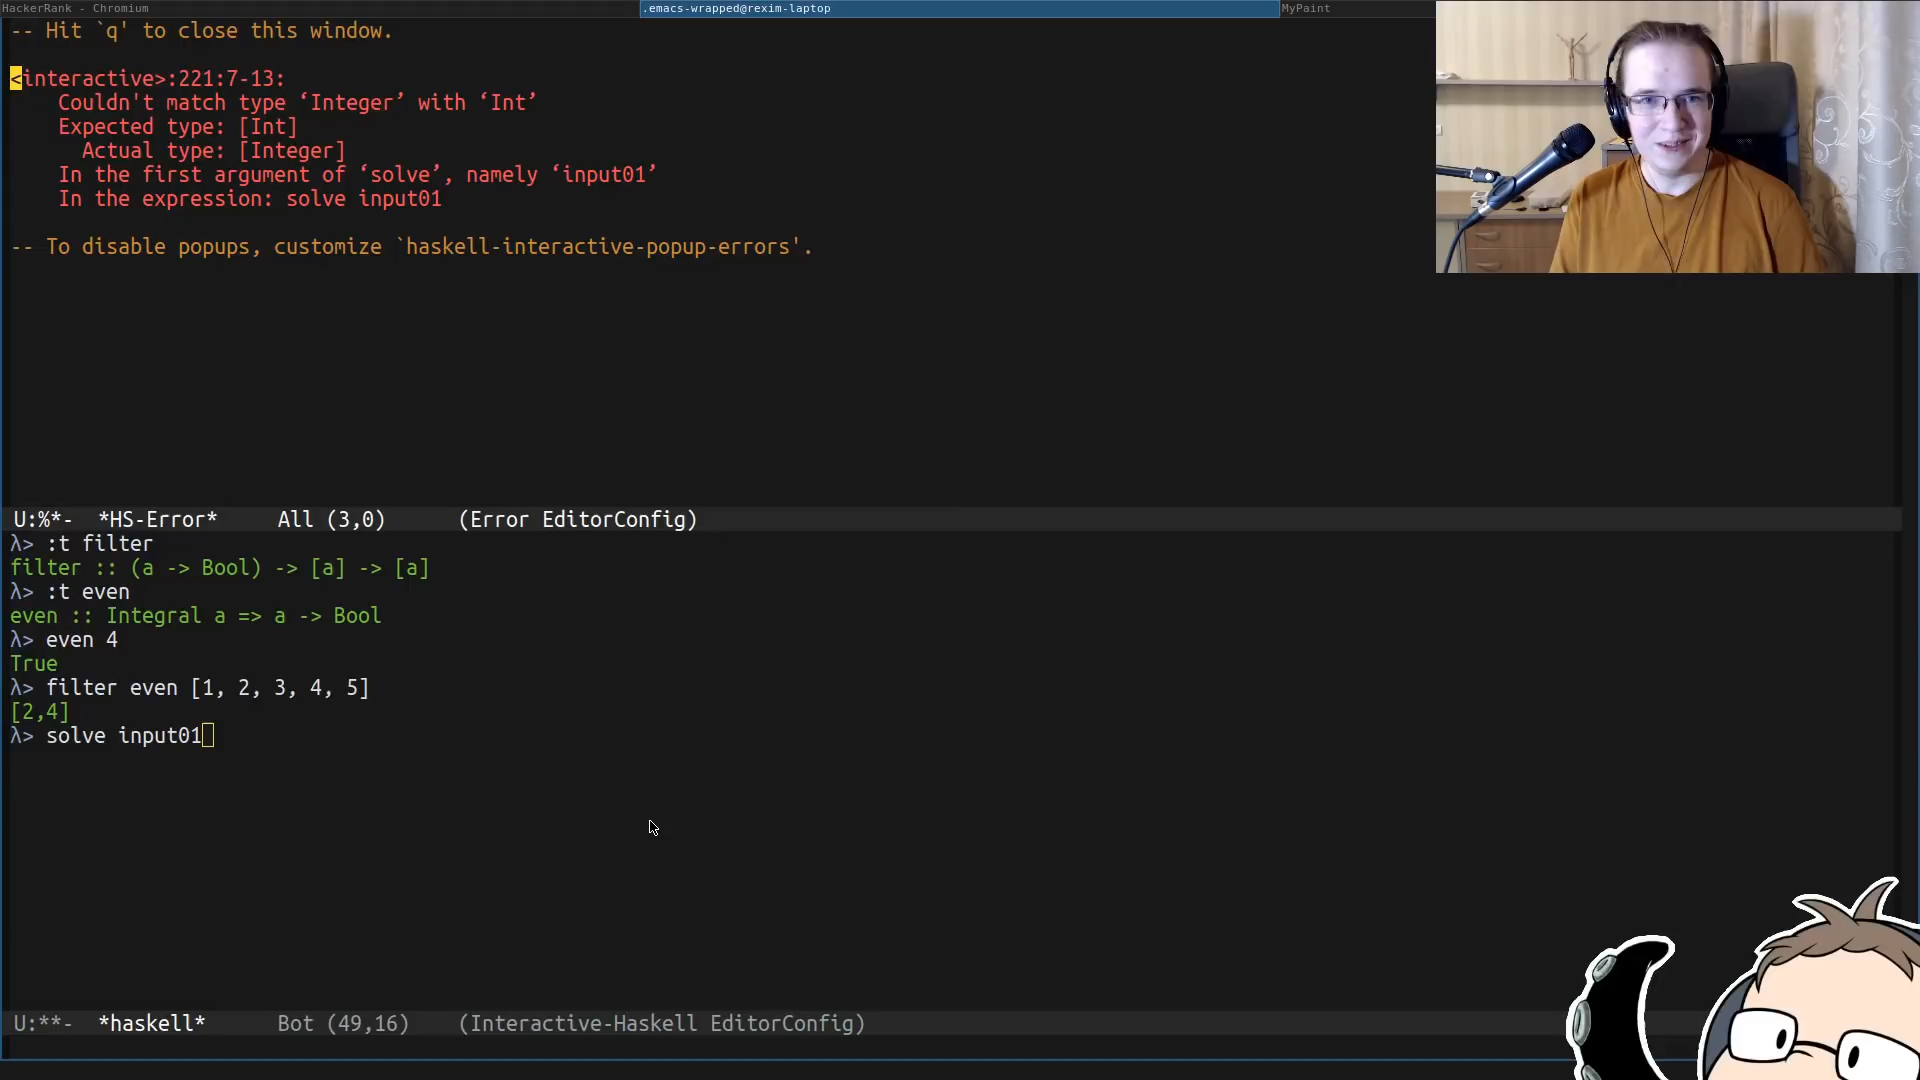 HackerRank - Chromium
.emacs-wrapped@rexim-laptop
MyPaint
-- Hit `q' to close this window.
<interactive>:221:7-13:
Couldn't match type ‘Integer’ with ‘Int’
Expected type: [Int]
Actual type: [Integer]
In the first argument of ‘solve’, namely ‘input01’
In the expression: solve input01
-- To disable popups, customize `haskell-interactive-popup-errors'.
U:%*-  *HS-Error*     All (3,0)      (Error EditorConfig)
λ> :t filter
filter :: (a -> Bool) -> [a] -> [a]
λ> :t even
even :: Integral a => a -> Bool
λ> even 4
True
λ> filter even [1, 2, 3, 4, 5]
[2,4]
λ> solve input01
U:**-  *haskell*      Bot (49,16)    (Interactive-Haskell EditorConfig)